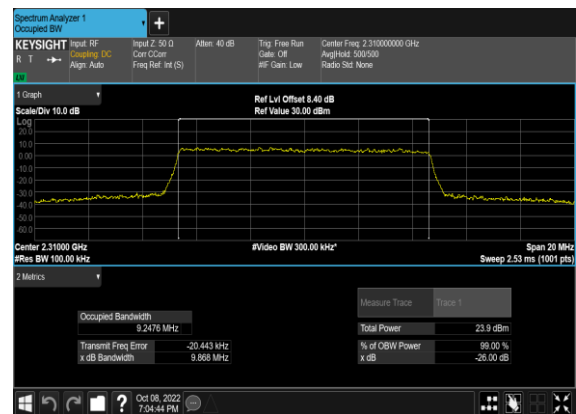 Spectrum Analyzer 1
Occupied BW
+
KEYSIGHT Input: RF Input Z: 50 Ω Atten: 40 dB Trig: Free Run Center Freq: 2.310000000 GHz
R T Coupling: DC Corr CCorr Gate: Off Avg|Hold: 500/500
Align: Auto Freq Ref: Int (S) #IF Gain: Low Radio Std: None
LW
1 Graph
Ref Lvl Offset 8.40 dB
Scale/Div 10.0 dB Ref Value 30.00 dBm
Log
20.0
10.0
0.00
-10.0
-20.0
-30.0
-40.0
-50.0
-60.0
Center 2.31000 GHz #Video BW 300.00 kHz* Span 20 MHz
#Res BW 100.00 kHz Sweep 2.53 ms (1001 pts)
2 Metrics
Measure Trace Trace 1
Occupied Bandwidth
9.2476 MHz Total Power 23.9 dBm
Transmit Freq Error -20.443 kHz % of OBW Power 99.00 %
x dB Bandwidth 9.868 MHz x dB -26.00 dB
? Oct 08, 2022
7:04:44 PM